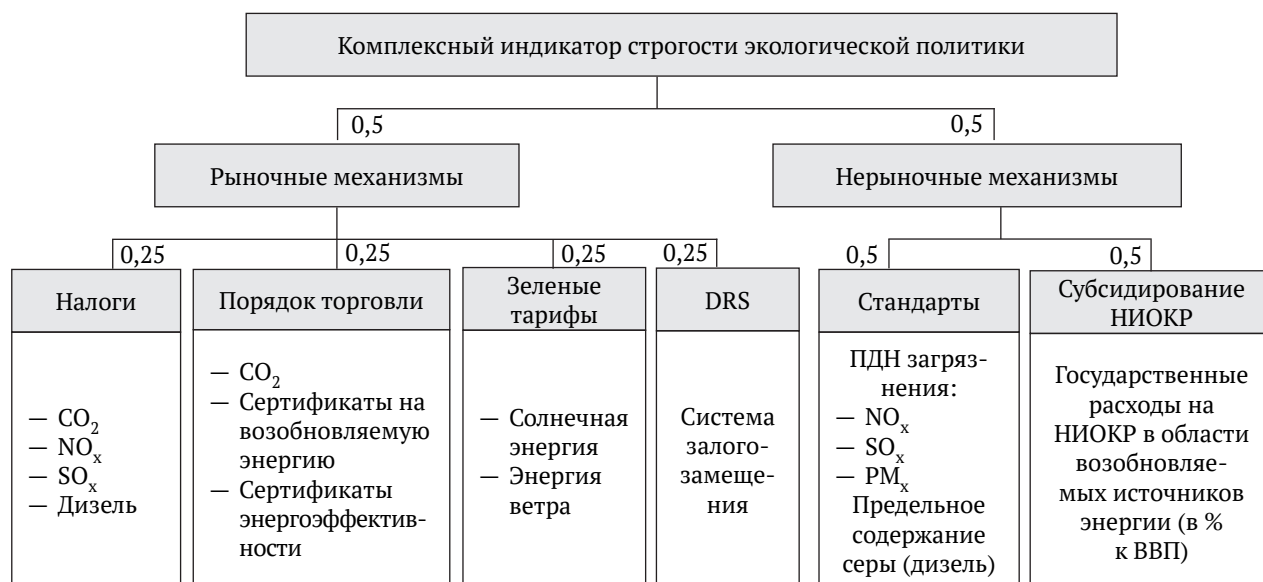 Комплексный индикатор строгости экологической политики
0,5
0,5
Рыночные механизмы
Нерыночные механизмы
0,25
0,25
0,25
0,25
0,5
0,5
Налоги
Порядок торговли
Зеленые
тарифы
DRS
Стандарты
Субсидирование
НИОКР
— CO₂
— NOₓ
— SOₓ
— Дизель
— CO₂
— Сертификаты на
возобновляемую
энергию
— Сертификаты
энергоэффектив-
ности
— Солнечная
энергия
— Энергия
ветра
Система
залого-
замеще-
ния
ПДН загряз-
нения:
— NOₓ
— SOₓ
— PMₓ
Предельное
содержание
серы (дизель)
Государственные
расходы на
НИОКР в области
возобновляе-
мых источников
энергии (в %
к ВВП)